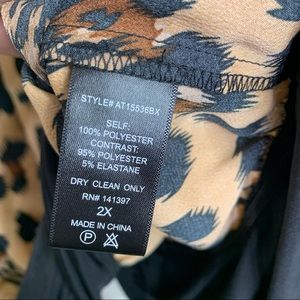 STYLE# AT15536BX
SELF:
100% POLYESTER
CONTRAST:
95% POLYESTER
5% ELASTANE
DRY CLEAN ONLY
RN# 141397
2X
MADE IN CHINA
P